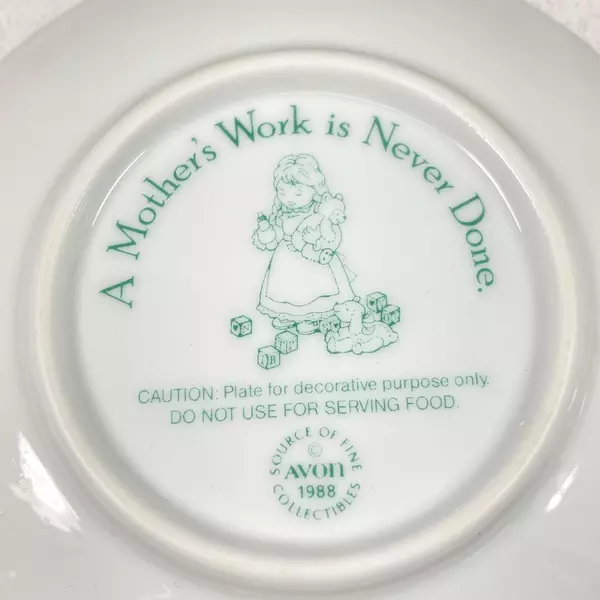 A Mother's Work is Never Done.
CAUTION: Plate for decorative purpose only.
DO NOT USE FOR SERVING FOOD.
SOURCE OF FINE
©
AVON
1988
COLLECTIBLES